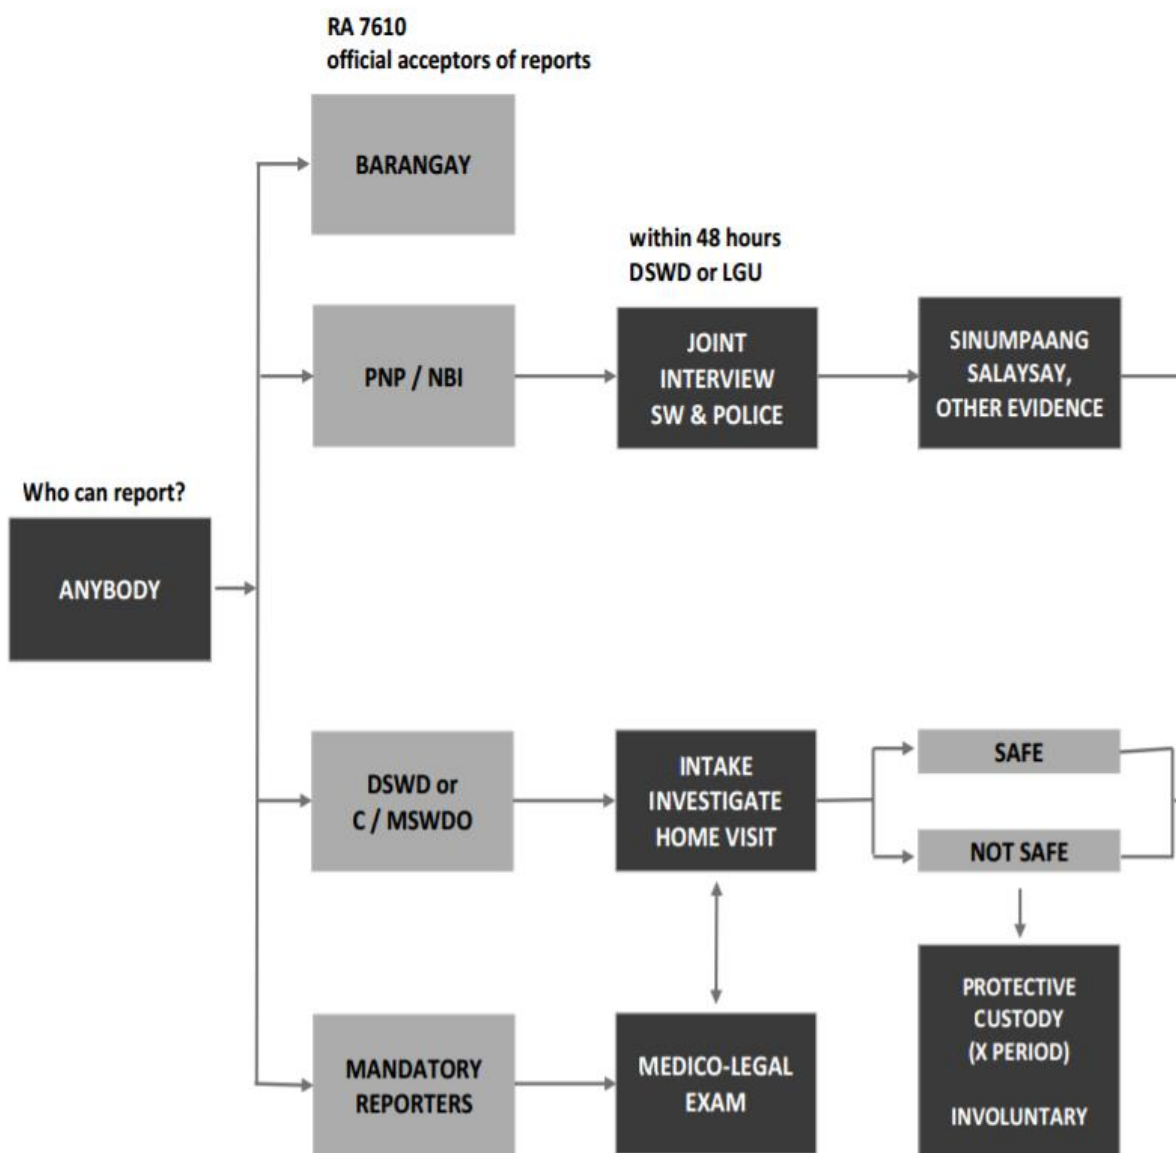 RA 7610
official acceptors of reports
BARANGAY
within 48 hours
DSWD or LGU
PNP / NBI
JOINT
INTERVIEW
SW & POLICE
SINUMPAANG
SALAYSAY,
OTHER EVIDENCE
Who can report?
ANYBODY
DSWD or
C / MSWDO
INTAKE
INVESTIGATE
HOME VISIT
SAFE
NOT SAFE
MANDATORY
REPORTERS
MEDICO-LEGAL
EXAM
PROTECTIVE
CUSTODY
(X PERIOD)
INVOLUNTARY